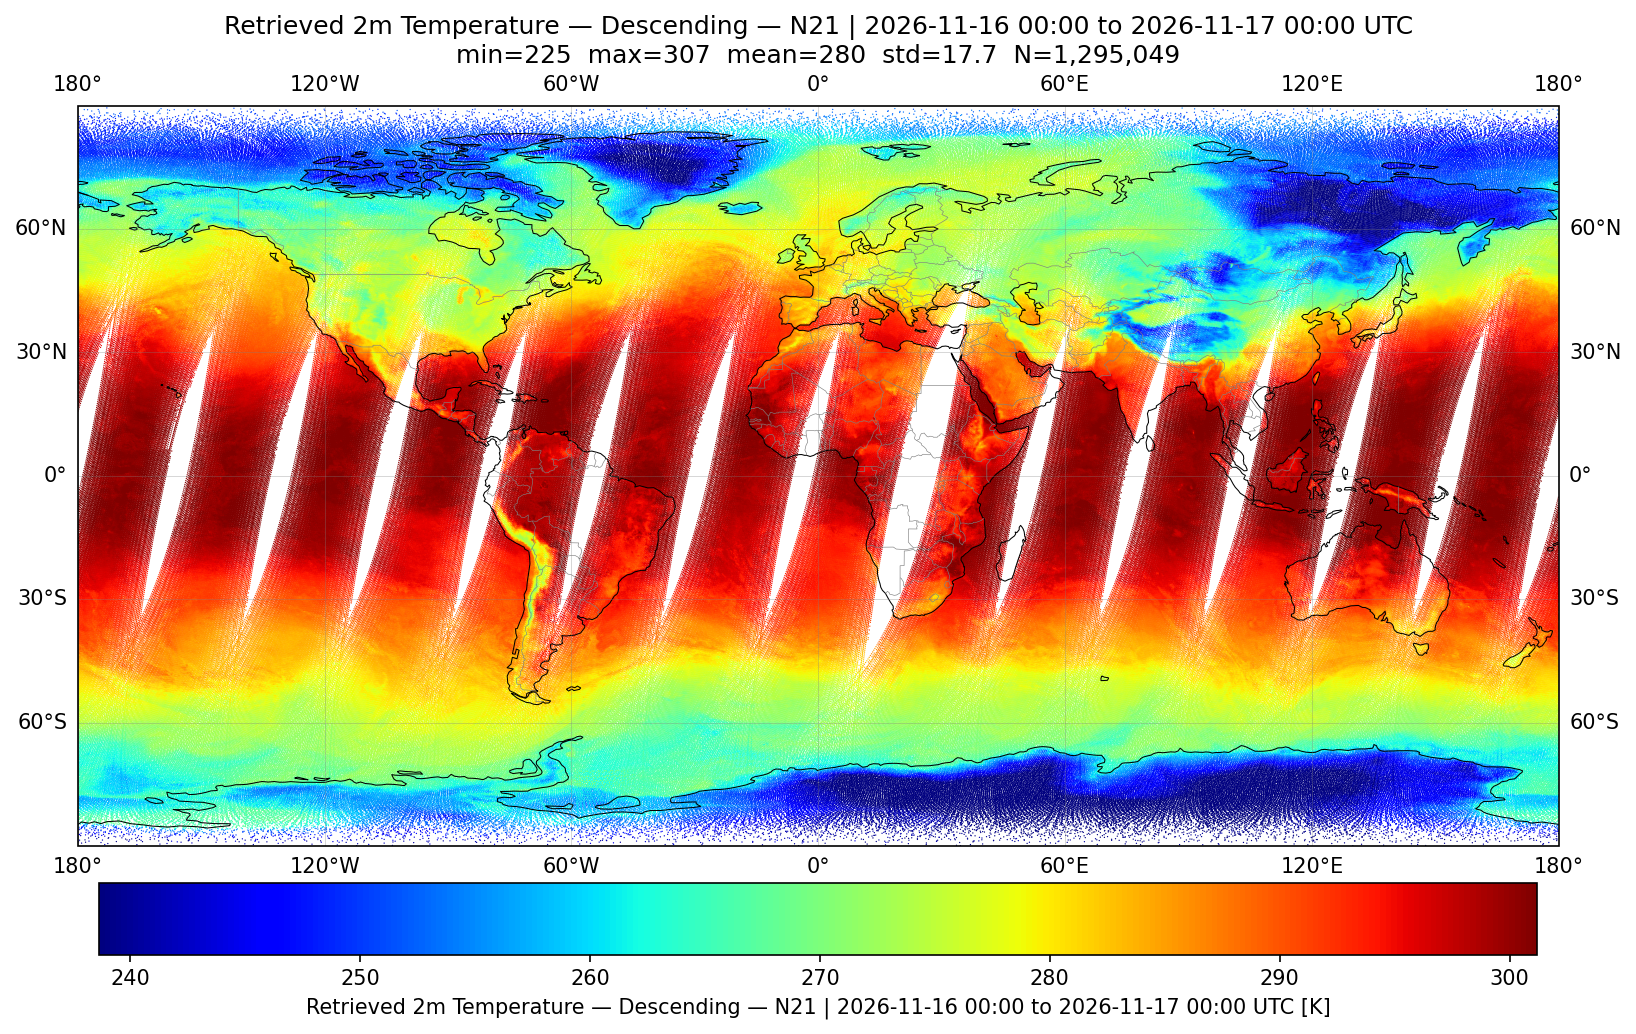 Retrieved 2m Temperature — Descending — N21 | 2026-11-16 00:00 to 2026-11-17 00:00 UTC
min=225 max=307 mean=280 std=17.7 N=1,295,049
180° 120°W 60°W 0° 60°E 120°E 180°
60°N 60°N
30°N 30°N
0° 0°
30°S 30°S
60°S 60°S
180° 120°W 60°W 0° 60°E 120°E 180°
240 250 260 270 280 290 300
Retrieved 2m Temperature — Descending — N21 | 2026-11-16 00:00 to 2026-11-17 00:00 UTC [K]